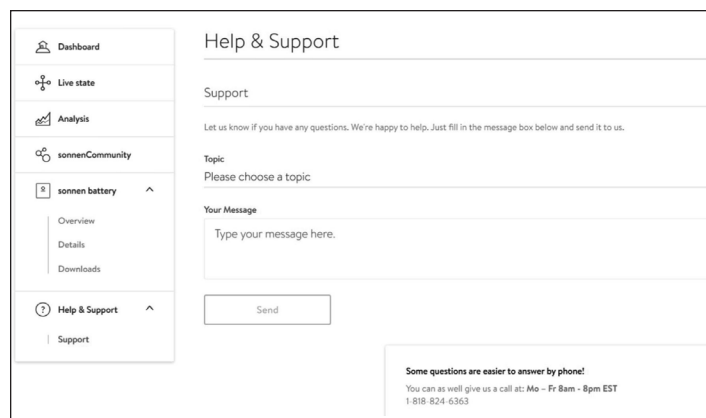 Dashboard
Live state
Analysis
sonnenCommunity
sonnen battery
Overview
Details
Downloads
Help & Support
Support
Help & Support
Support
Let us know if you have any questions. We're happy to help. Just fill in the message box below and send it to us.
Topic
Please choose a topic
Your Message
Type your message here.
Send
Some questions are easier to answer by phone!
You can as well give us a call at: Mo – Fr 8am - 8pm EST
1-818-824-6363